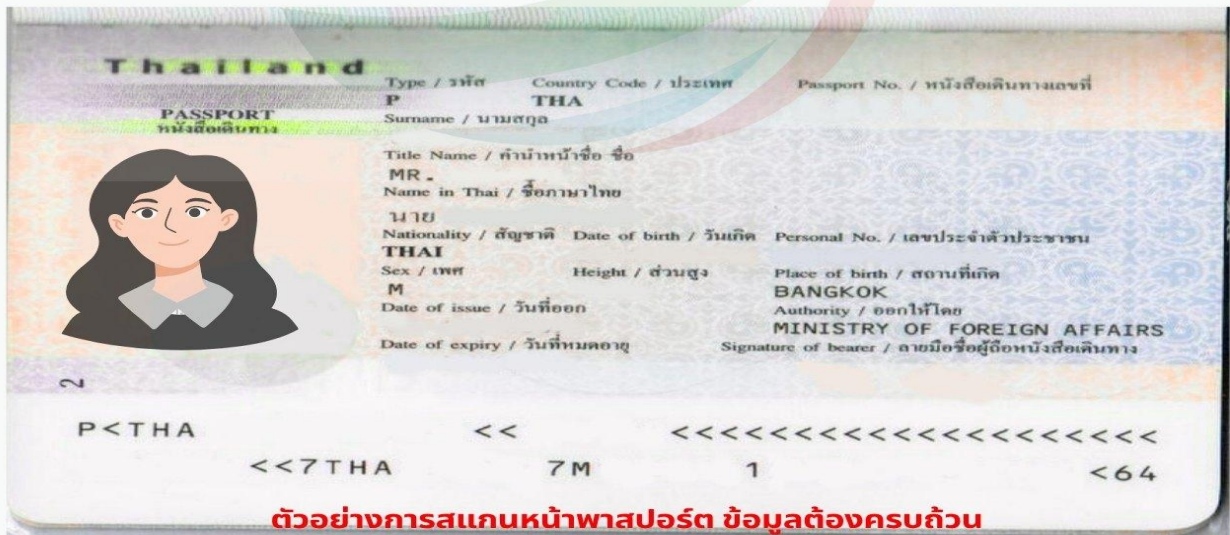 Thailand
PASSPORT
หนังสือเดินทาง
Type / รหัส Country Code / ประเทศ Passport No. / หนังสือเดินทางเลขที่
P THA
Surname / นามสกุล
Title Name / คำนำหน้าชื่อ ชื่อ
MR.
Name in Thai / ชื่อภาษาไทย
นาย
Nationality / สัญชาติ Date of birth / วันเกิด Personal No. / เลขประจำตัวประชาชน
THAI
Sex / เพศ Height / ส่วนสูง Place of birth / สถานที่เกิด
M BANGKOK
Date of issue / วันที่ออก Authority / ออกให้โดย
MINISTRY OF FOREIGN AFFAIRS
Date of expiry / วันที่หมดอายุ Signature of bearer / ลายมือชื่อผู้ถือหนังสือเดินทาง
2
P<THA << <<<<<<<<<<<<<<<<<<<<<
<<7THA 7M 1 <64
ตัวอย่างการสแกนหน้าพาสปอร์ต ข้อมูลต้องครบถ้วน